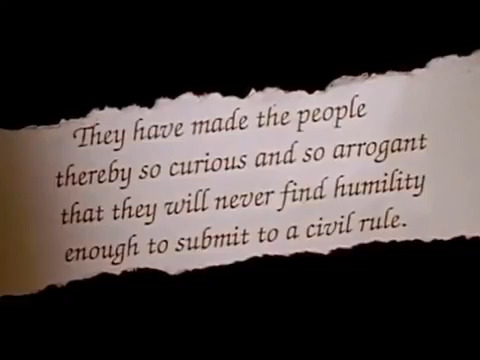 They have made the people
thereby so curious and so arrogant
that they will never find humility
enough to submit to a civil rule.